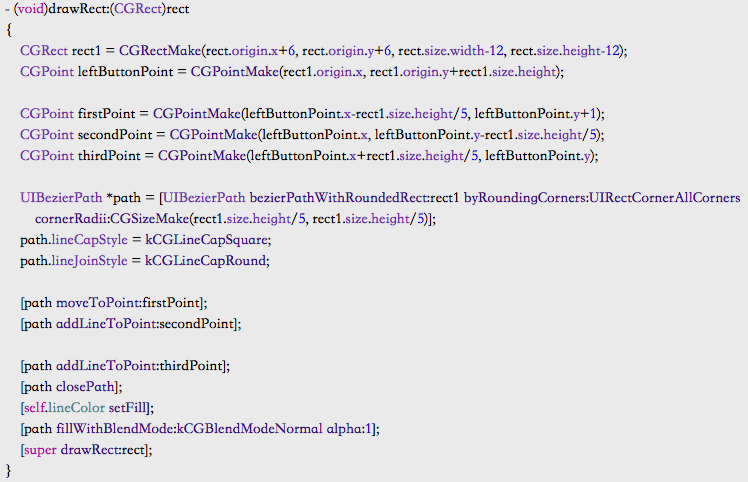 - (void)drawRect:(CGRect)rect
{
CGRect rect1 = CGRectMake(rect.origin.x+6, rect.origin.y+6, rect.size.width-12, rect.size.height-12);
CGPoint leftButtonPoint = CGPointMake(rect1.origin.x, rect1.origin.y+rect1.size.height);
CGPoint firstPoint = CGPointMake(leftButtonPoint.x-rect1.size.height/5, leftButtonPoint.y+1);
CGPoint secondPoint = CGPointMake(leftButtonPoint.x, leftButtonPoint.y-rect1.size.height/5);
CGPoint thirdPoint = CGPointMake(leftButtonPoint.x+rect1.size.height/5, leftButtonPoint.y);
UIBezierPath *path = [UIBezierPath bezierPathWithRoundedRect:rect1 byRoundingCorners:UIRectCornerAllCorners
cornerRadii:CGSizeMake(rect1.size.height/5, rect1.size.height/5)];
path.lineCapStyle = kCGLineCapSquare;
path.lineJoinStyle = kCGLineCapRound;
[path moveToPoint:firstPoint];
[path addLineToPoint:secondPoint];
[path addLineToPoint:thirdPoint];
[path closePath];
[self.lineColor setFill];
[path fillWithBlendMode:kCGBlendModeNormal alpha:1];
[super drawRect:rect];
}